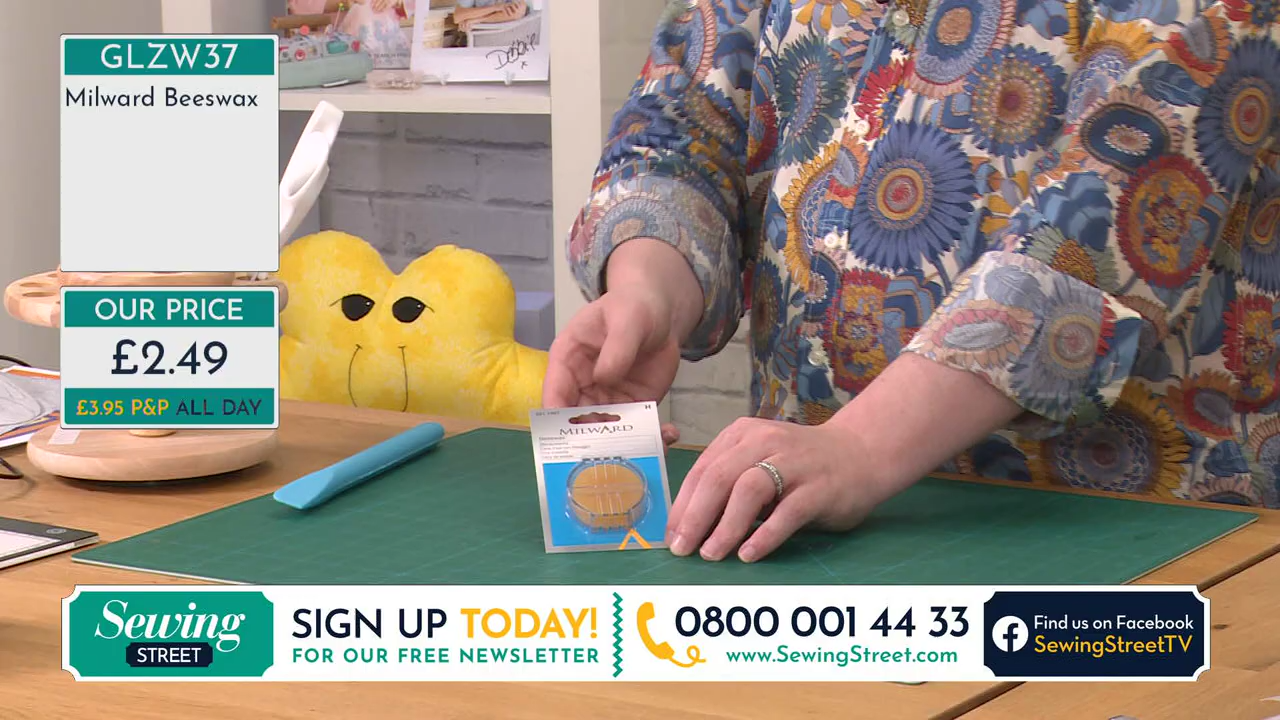 GLZW37
Milward Beeswax
OUR PRICE
£2.49
£3.95 P&P ALL DAY
Debbie x
MILWARD
Sewing
STREET
SIGN UP TODAY!
FOR OUR FREE NEWSLETTER
0800 001 44 33
www.SewingStreet.com
Find us on Facebook
SewingStreetTV